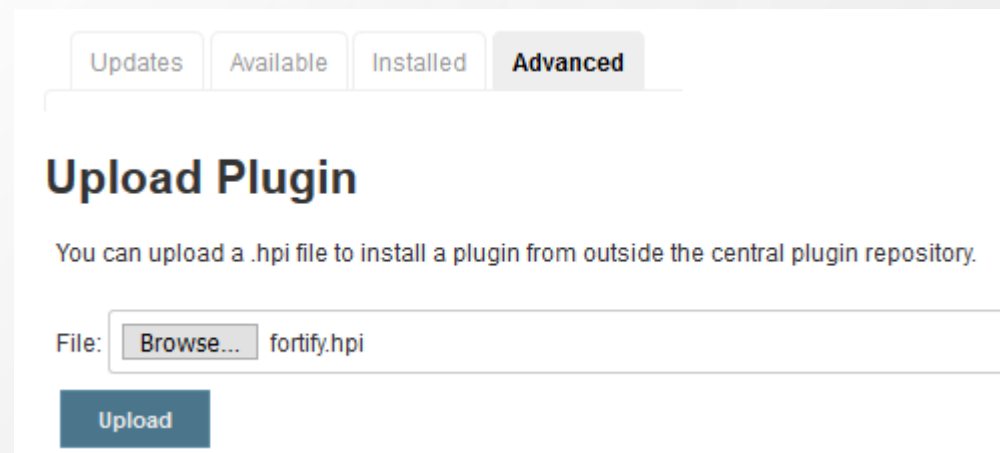 Updates Available Installed Advanced
Upload Plugin
You can upload a .hpi file to install a plugin from outside the central plugin repository.
File: Browse... fortify.hpi
Upload